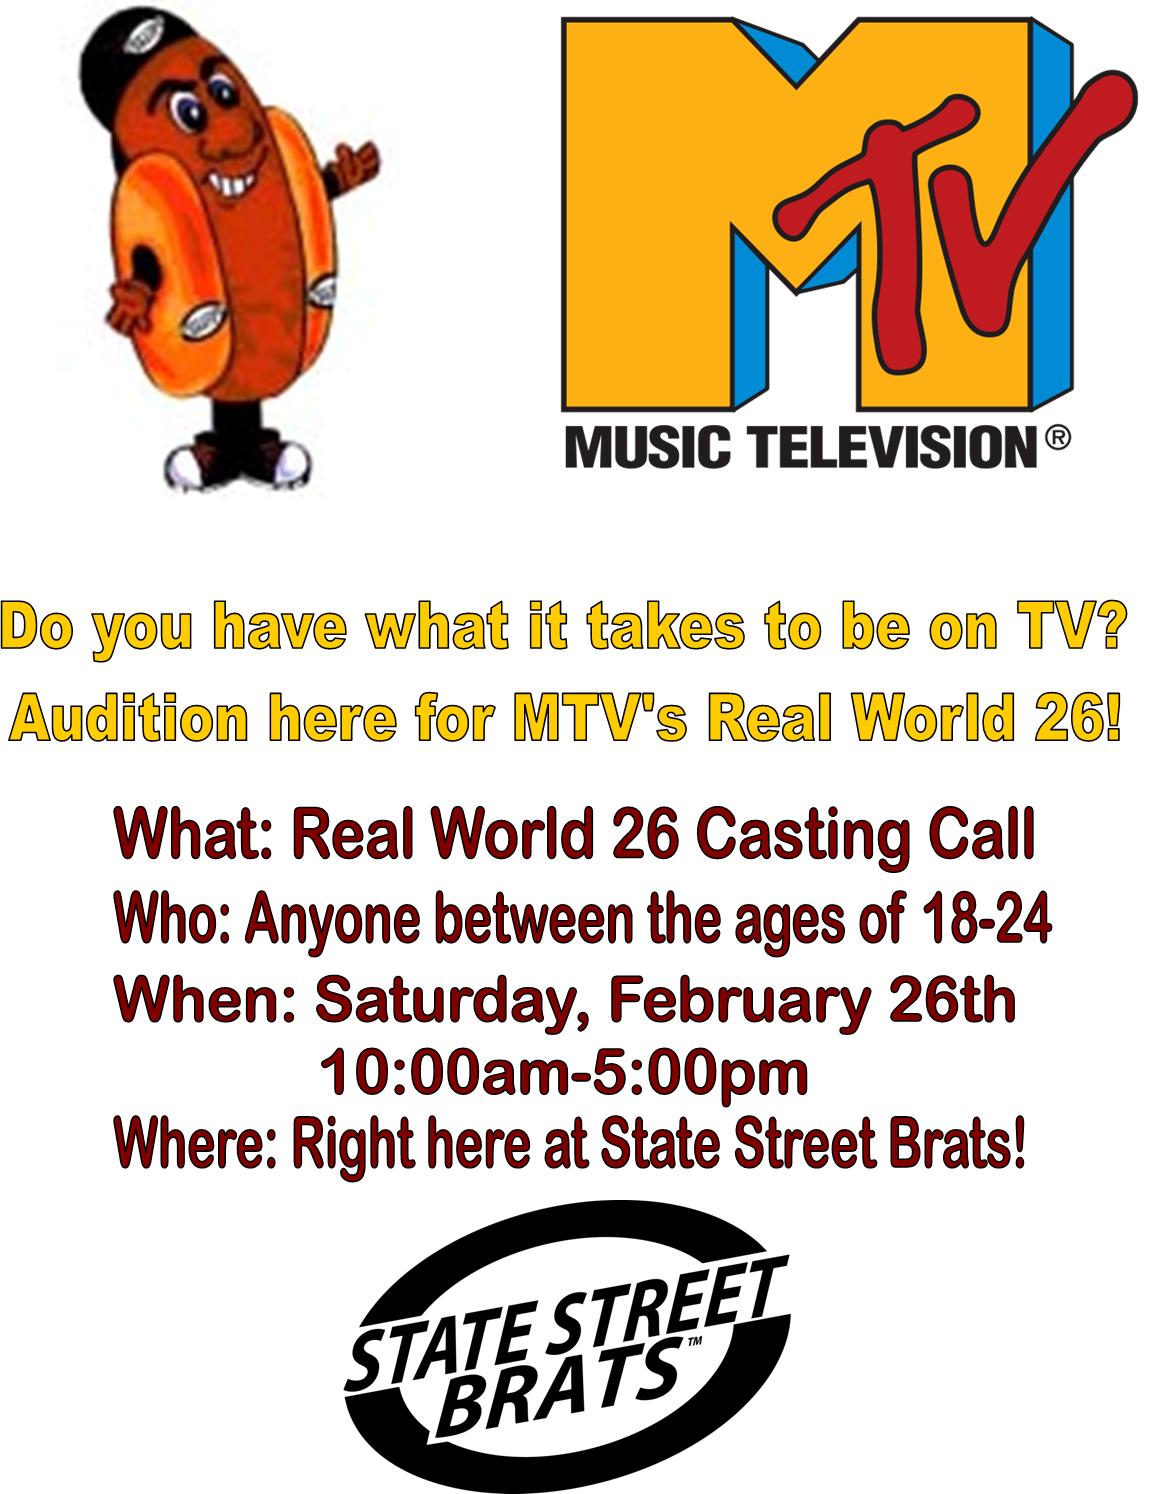 MTV
MUSIC TELEVISION®
Do you have what it takes to be on TV?
Audition here for MTV's Real World 26!
What: Real World 26 Casting Call
Who: Anyone between the ages of 18-24
When: Saturday, February 26th
10:00am-5:00pm
Where: Right here at State Street Brats!
STATE STREET
BRATS™